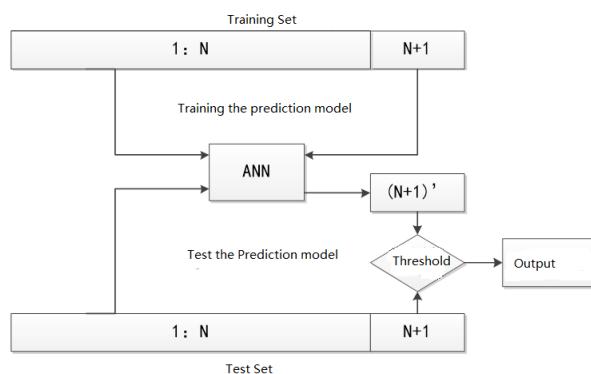 Training Set
1: N
N+1
Training the prediction model
ANN
(N+1)'
Test the Prediction model
Threshold
Output
1: N
N+1
Test Set